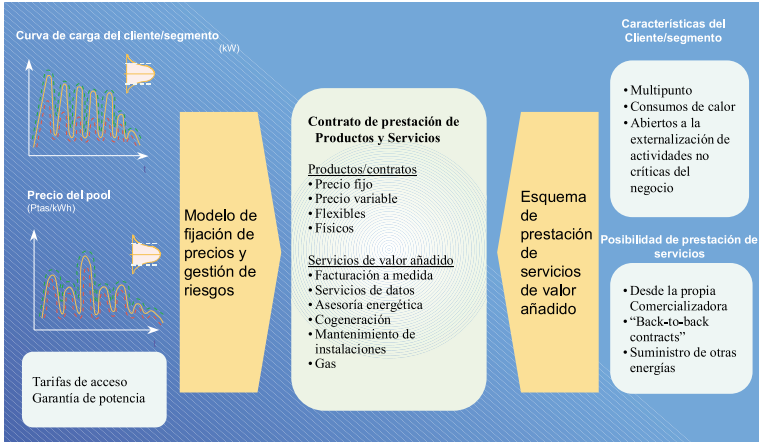 Curva de carga del cliente/segmento
(kW)
t
Precio del pool
(Ptas/kWh)
t
Tarifas de acceso
Garantía de potencia
Modelo de
fijación de
precios y
gestión de
riesgos
Contrato de prestación de
Productos y Servicios
Productos/contratos
• Precio fijo
• Precio variable
• Flexibles
• Físicos
Servicios de valor añadido
• Facturación a medida
• Servicios de datos
• Asesoría energética
• Cogeneración
• Mantenimiento de
instalaciones
• Gas
Esquema
de
prestación
de
servicios
de valor
añadido
Características del
Cliente/segmento
• Multipunto
• Consumos de calor
• Abiertos a la
externalización de
actividades no
críticas del
negocio
Posibilidad de prestación de
servicios
• Desde la propia
Comercializadora
• “Back-to-back
contracts”
• Suministro de otras
energías